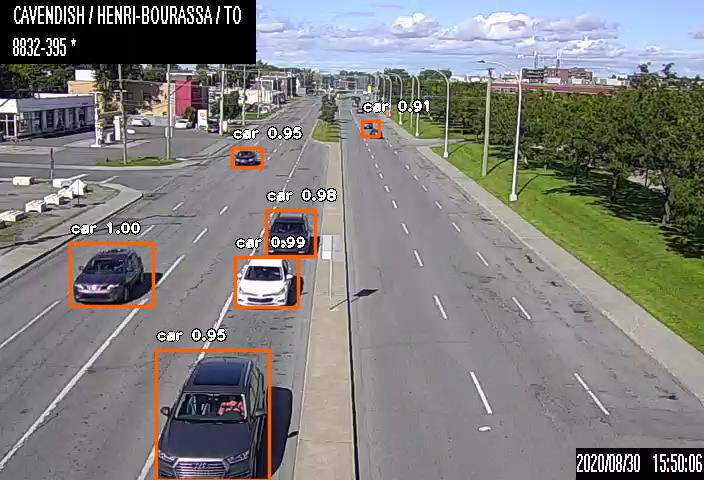 CAVENDISH / HENRI-BOURASSA / TO
8832-395 *
car 0.91
car 0.95
car 0.98
car 1.00
car 0.99
car 0.95
2020/08/30 15:50:06